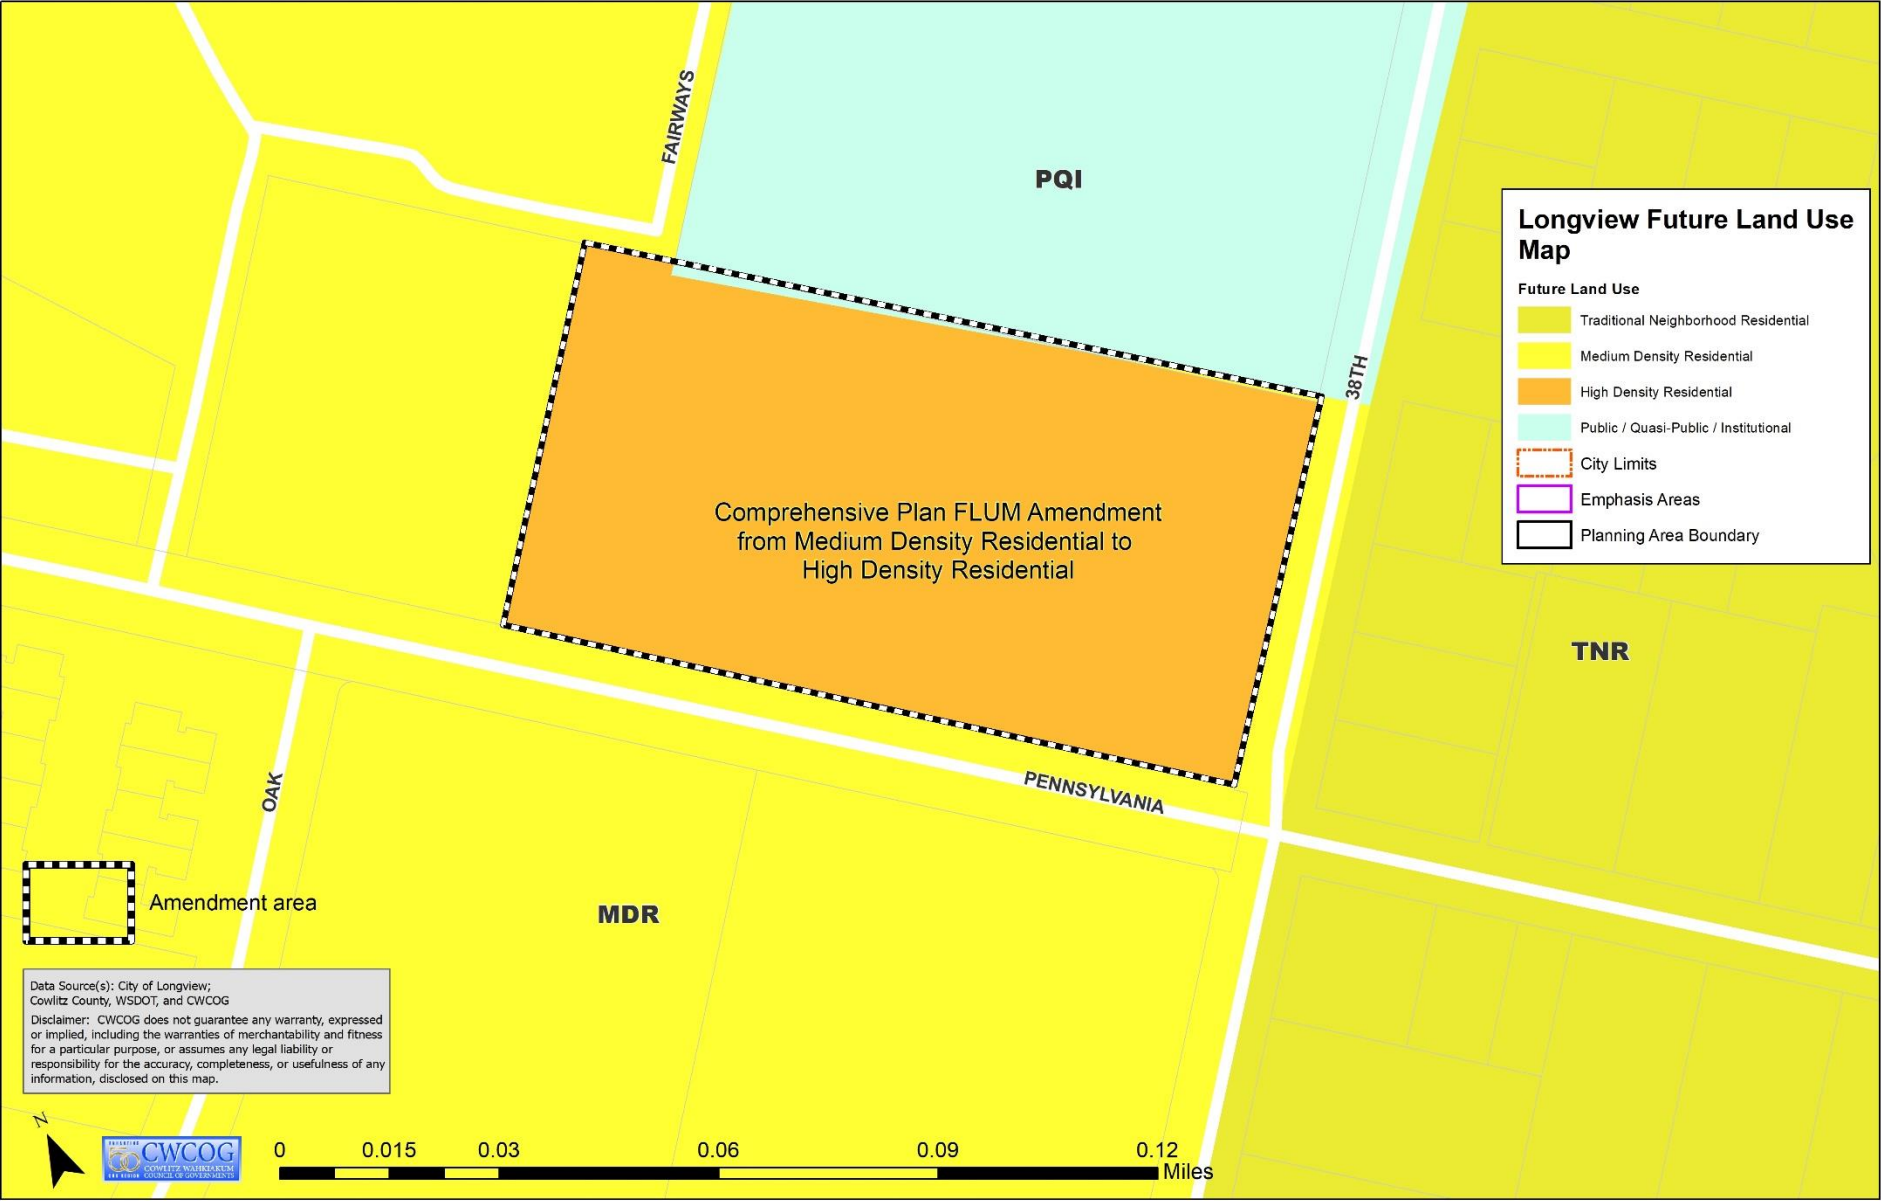 FAIRWAYS
PQI
Longview Future Land Use
Map
Future Land Use
Traditional Neighborhood Residential
Medium Density Residential
High Density Residential
Public / Quasi-Public / Institutional
City Limits
Emphasis Areas
Planning Area Boundary
38TH
Comprehensive Plan FLUM Amendment
from Medium Density Residential to
High Density Residential
TNR
OAK
PENNSYLVANIA
Amendment area
MDR
Data Source(s): City of Longview;
Cowlitz County, WSDOT, and CWCOG
Disclaimer: CWCOG does not guarantee any warranty, expressed
or implied, including the warranties of merchantability and fitness
for a particular purpose, or assumes any legal liability or
responsibility for the accuracy, completeness, or usefulness of any
information, disclosed on this map.
N
CWCOG
COWLITZ WAHKIAKUM
COUNCIL OF GOVERNMENTS
0 0.015 0.03 0.06 0.09 0.12
Miles